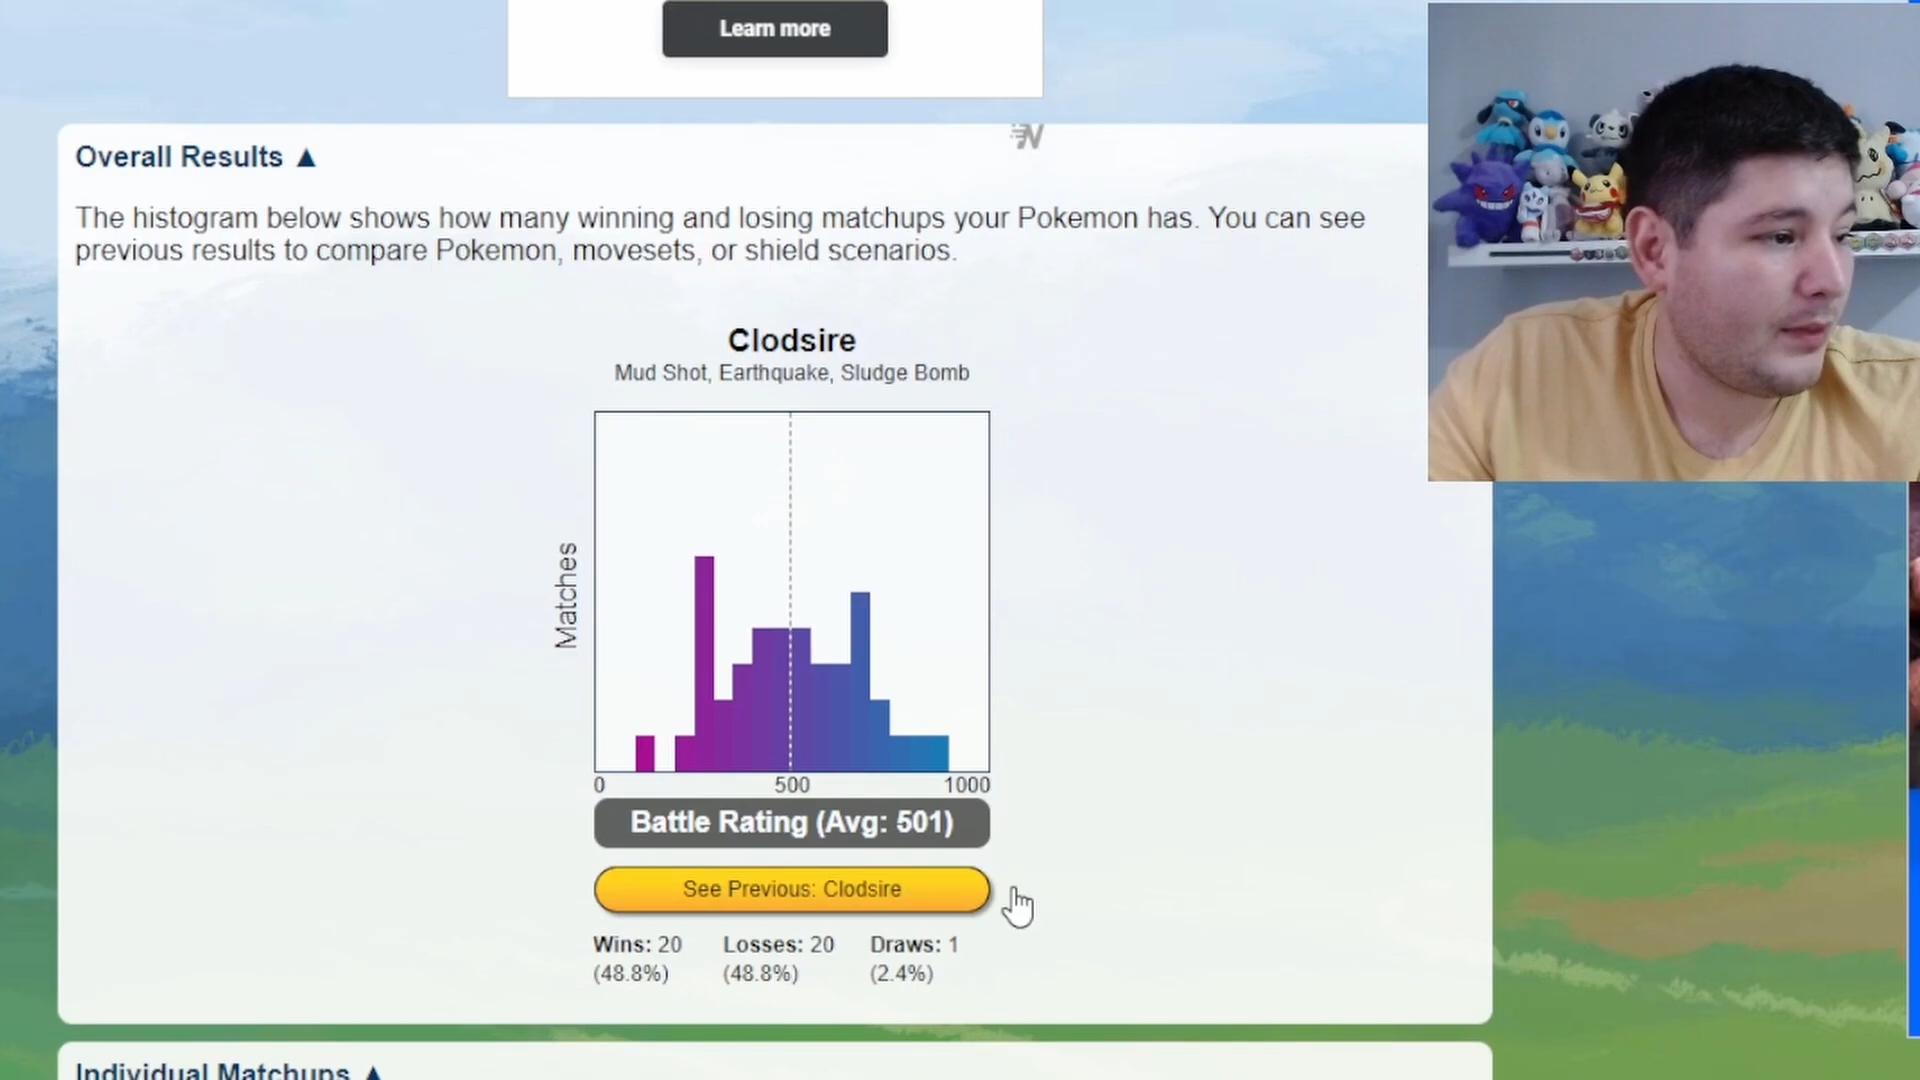 Learn more
Overall Results ▲
The histogram below shows how many winning and losing matchups your Pokemon has. You can see
previous results to compare Pokemon, movesets, or shield scenarios.
Clodsire
Mud Shot, Earthquake, Sludge Bomb
Matches
0 500 1000
Battle Rating (Avg: 501)
See Previous: Clodsire
Wins: 20 Losses: 20 Draws: 1
(48.8%) (48.8%) (2.4%)
Individual Matchups ▲